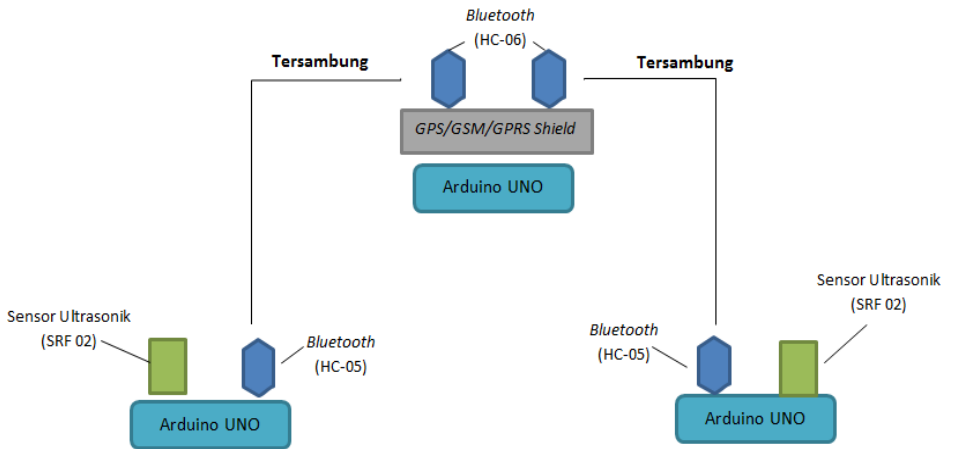 Bluetooth
(HC-06)
Tersambung
Tersambung
GPS/GSM/GPRS Shield
Arduino UNO
Sensor Ultrasonik
(SRF 02)
Bluetooth
(HC-05)
Arduino UNO
Sensor Ultrasonik
(SRF 02)
Bluetooth
(HC-05)
Arduino UNO